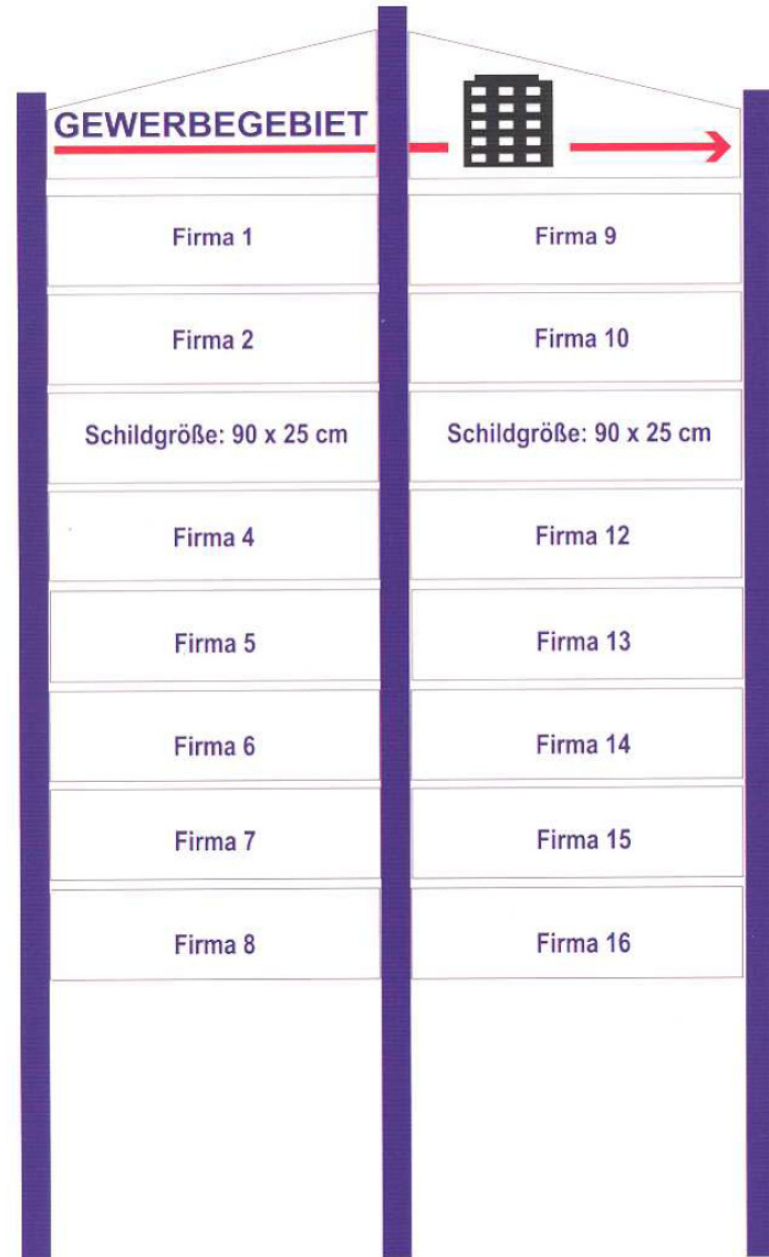 GEWERBEGEBIET
Firma 1
Firma 2
Schildgröße: 90 x 25 cm
Firma 4
Firma 5
Firma 6
Firma 7
Firma 8
Firma 9
Firma 10
Schildgröße: 90 x 25 cm
Firma 12
Firma 13
Firma 14
Firma 15
Firma 16